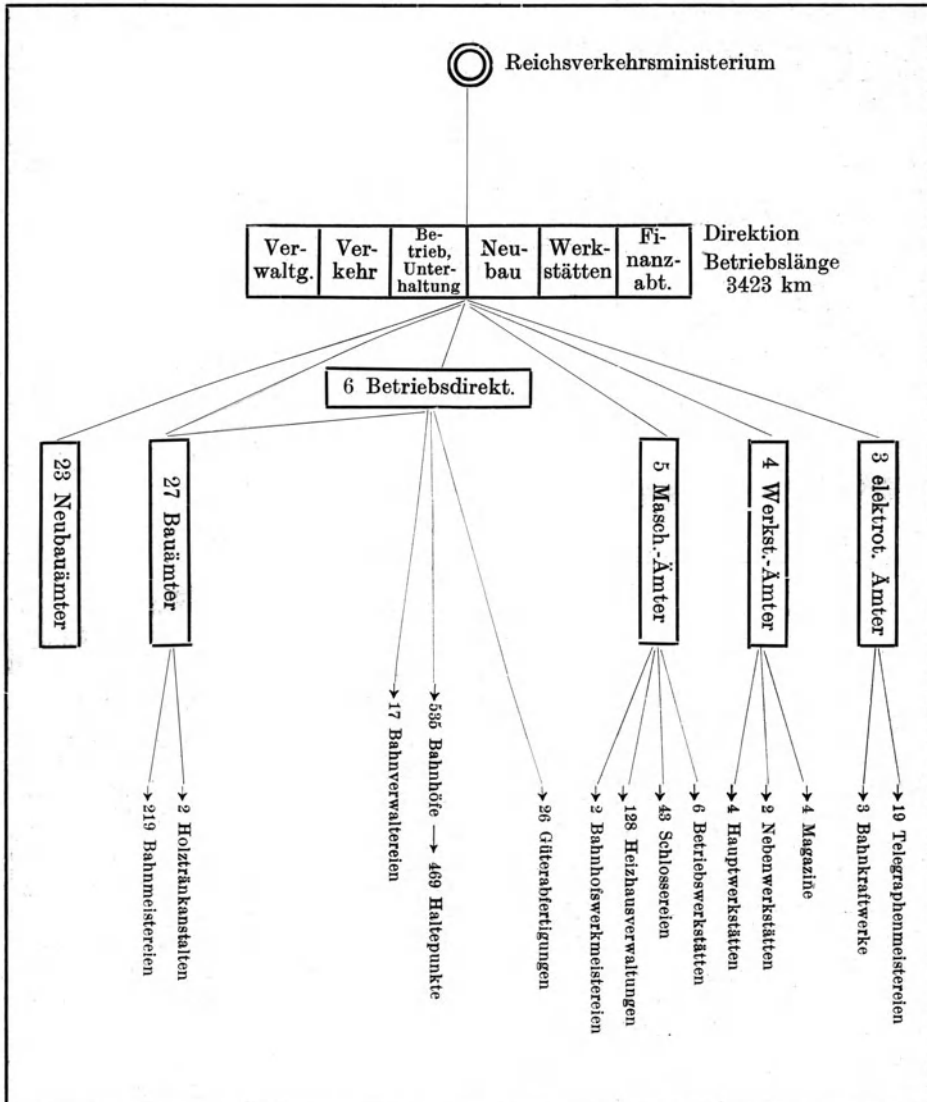 Reichsverkehrsministerium
Ver-
waltg.
Ver-
kehr
Be-
trieb,
Unter-
haltung
Neu-
bau
Werk-
stätten
Fi-
nanz-
abt.
Direktion
Betriebslänge
3423 km
6 Betriebsdirekt.
23 Neubauämter
27 Bauämter
5 Masch.-Ämter
4 Werkst.-Ämter
3 elektrot. Ämter
219 Bahnmeistereien
2 Holztränkanstalten
17 Bahnverwaltereien
535 Bahnhöfe → 469 Haltepunkte
26 Güterabfertigungen
2 Bahnhofswerkmeistereien
128 Heizhausverwaltungen
43 Schlossereien
6 Betriebswerkstätten
4 Hauptwerkstätten
2 Nebenwerkstätten
4 Magazine
3 Bahnkraftwerke
19 Telegraphenmeistereien